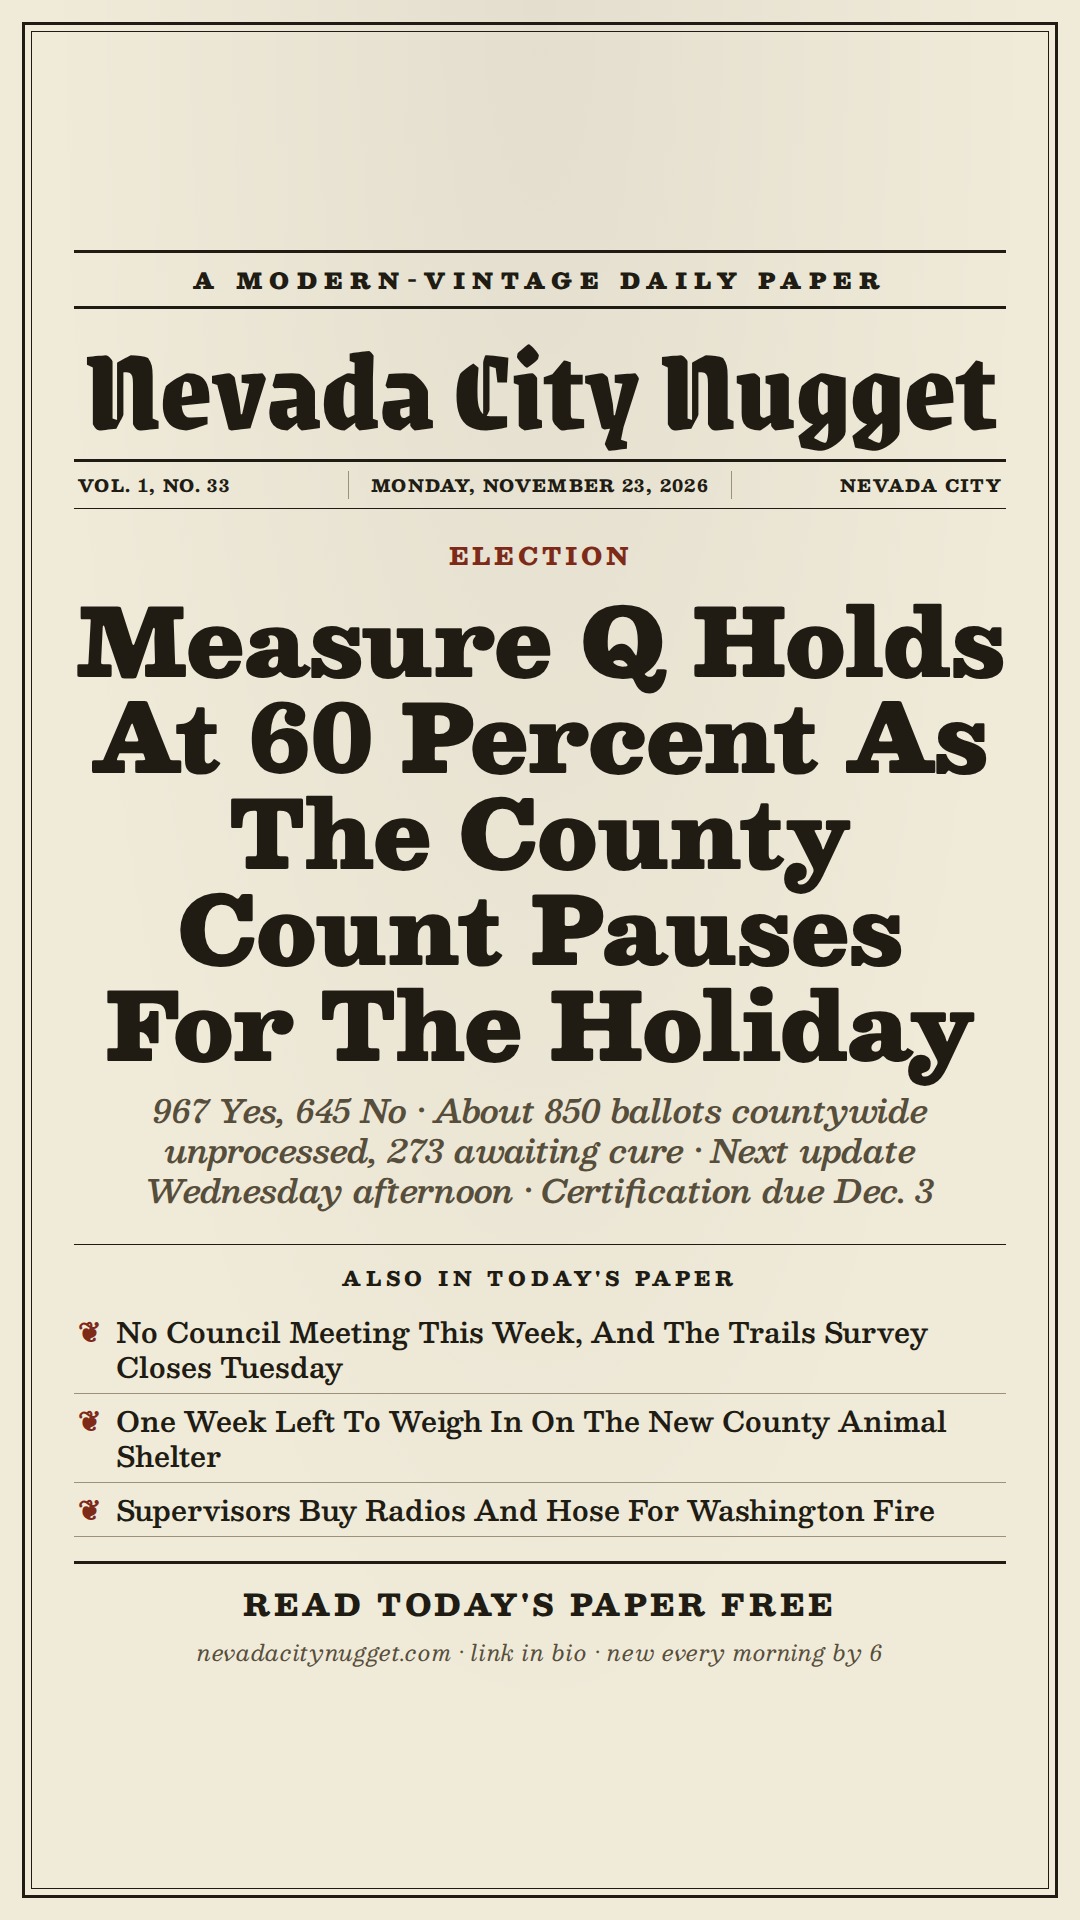 A MODERN-VINTAGE DAILY PAPER
Nevada City Nugget
VOL. 1, NO. 33
MONDAY, NOVEMBER 23, 2026
NEVADA CITY
ELECTION
Measure Q Holds
At 60 Percent As
The County
Count Pauses
For The Holiday
967 Yes, 645 No · About 850 ballots countywide
unprocessed, 273 awaiting cure · Next update
Wednesday afternoon · Certification due Dec. 3
ALSO IN TODAY'S PAPER
❦ No Council Meeting This Week, And The Trails Survey
Closes Tuesday
❦ One Week Left To Weigh In On The New County Animal
Shelter
❦ Supervisors Buy Radios And Hose For Washington Fire
READ TODAY'S PAPER FREE
nevadacitynugget.com · link in bio · new every morning by 6